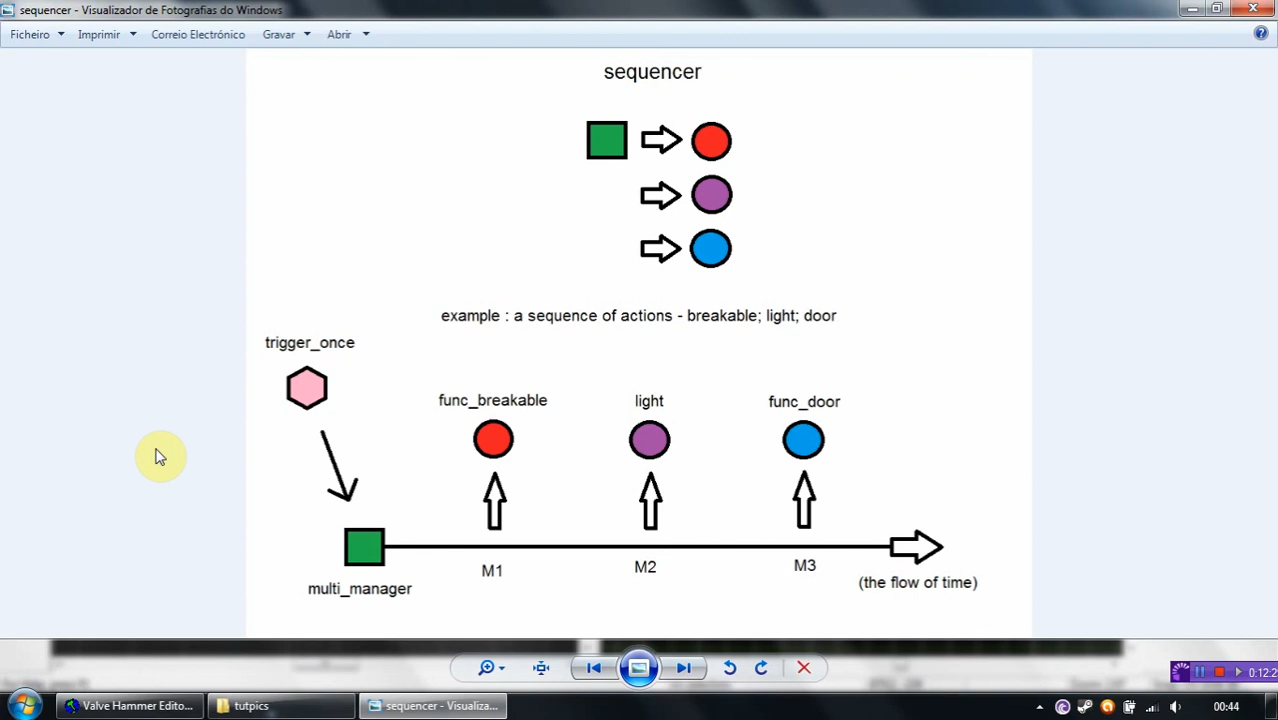 sequencer - Visualizador de Fotografias do Windows
Ficheiro Imprimir Correio Electrónico Gravar Abrir
sequencer
example : a sequence of actions - breakable; light; door
trigger_once
func_breakable light func_door
M1 M2 M3
multi_manager (the flow of time)
0:12:2
Valve Hammer Edito... tutpics sequencer - Visualiza... 00:44